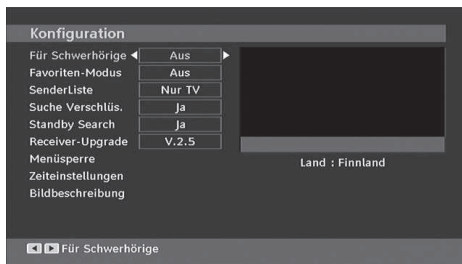 Konfiguration
Für Schwerhörige Aus
Favoriten-Modus Aus
SenderListe Nur TV
Suche Verschlüs. Ja
Standby Search Ja
Receiver-Upgrade V.2.5
Menüsperre
Zeiteinstellungen
Bildbeschreibung
Land : Finnland
Für Schwerhörige